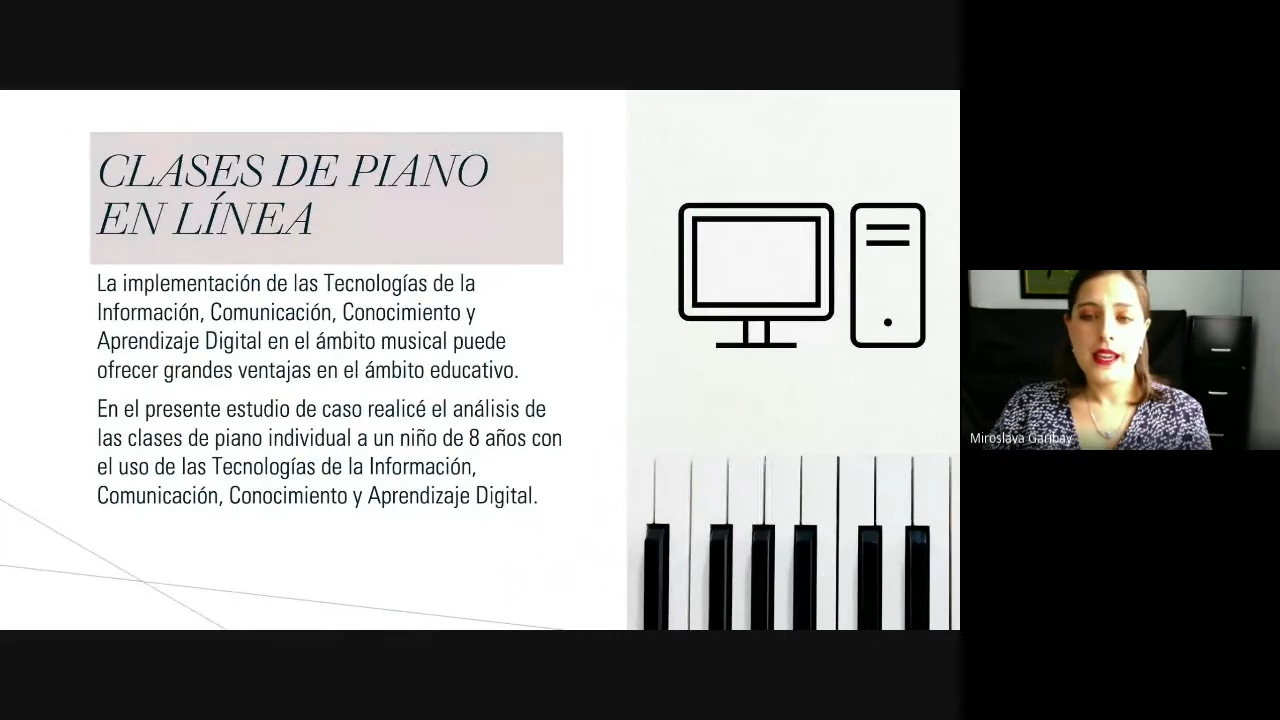 CLASES DE PIANO
EN LÍNEA
La implementación de las Tecnologías de la
Información, Comunicación, Conocimiento y
Aprendizaje Digital en el ámbito musical puede
ofrecer grandes ventajas en el ámbito educativo.
En el presente estudio de caso realicé el análisis de
las clases de piano individual a un niño de 8 años con
el uso de las Tecnologías de la Información,
Comunicación, Conocimiento y Aprendizaje Digital.
Miroslava Garibay